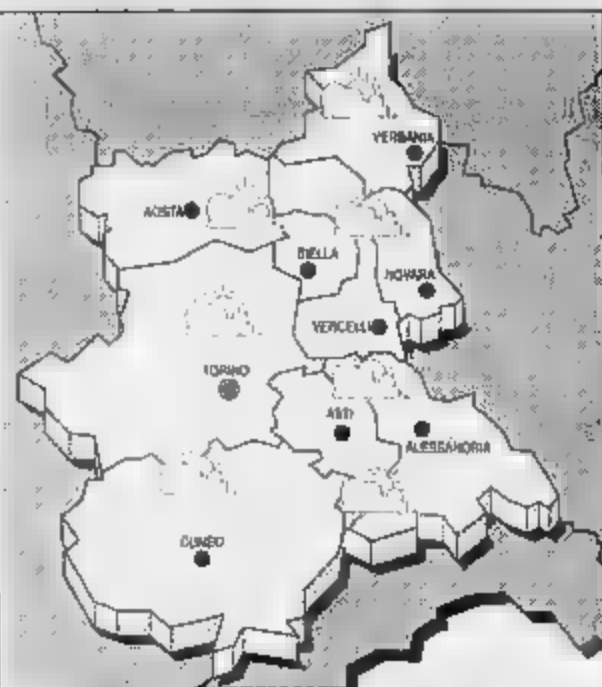 VERBANIA
AOSTA
BIELLA
NOVARA
VERCELLI
TORINO
ASTI
ALESSANDRIA
CUNEO